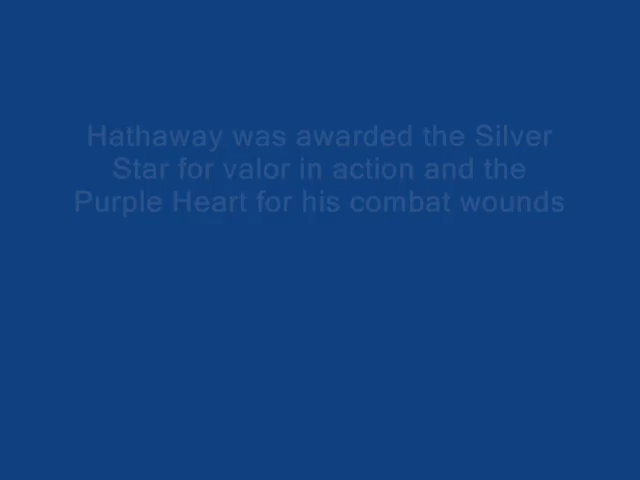 Hathaway was awarded the Silver
Star for valor in action and the
Purple Heart for his combat wounds